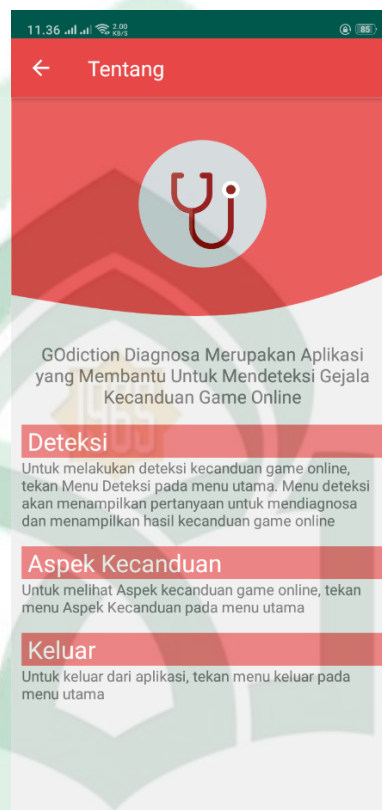 11.36 2.00 KB/S 85
Tentang
GOdiction Diagnosa Merupakan Aplikasi
yang Membantu Untuk Mendeteksi Gejala
Kecanduan Game Online
Deteksi
Untuk melakukan deteksi kecanduan game online,
tekan Menu Deteksi pada menu utama. Menu deteksi
akan menampilkan pertanyaan untuk mendiagnosa
dan menampilkan hasil kecanduan game online
Aspek Kecanduan
Untuk melihat Aspek kecanduan game online, tekan
menu Aspek Kecanduan pada menu utama
Keluar
Untuk keluar dari aplikasi, tekan menu keluar pada
menu utama
1965